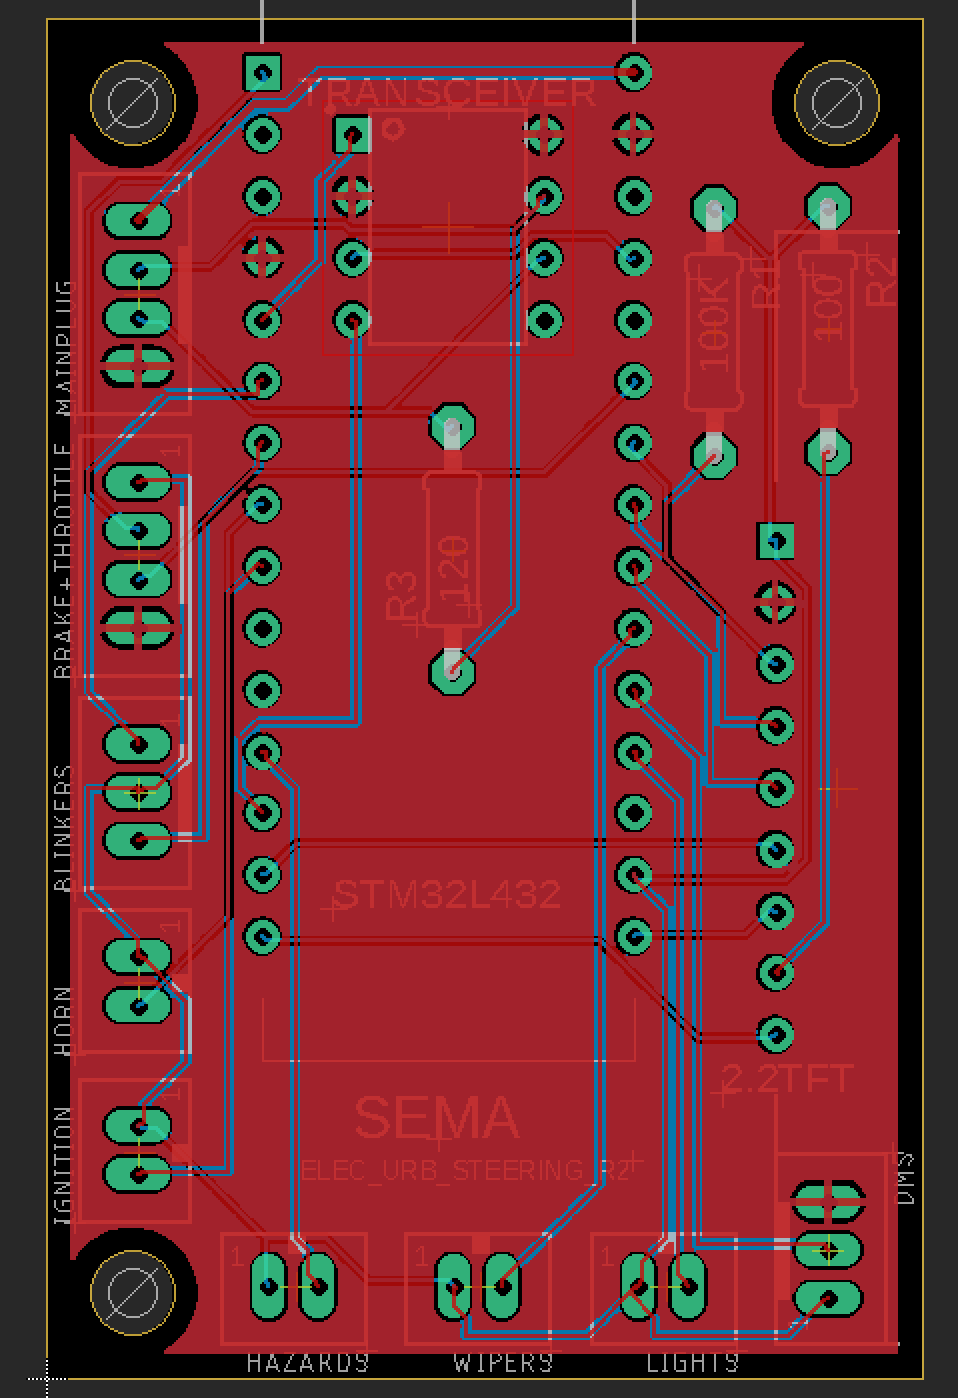 TRANSCEIVER
MAINPLUG
R1
R2
100K
100
BRAKE+THROTTLE
1
R3
120
BLINKERS
1
STM32L432
HORN
1
2.2TFT
IGNITION
1
SEMA
ELEC_URB_STEERING_R2
DMS
1
1
1
HAZARDS
WIPERS
LIGHTS